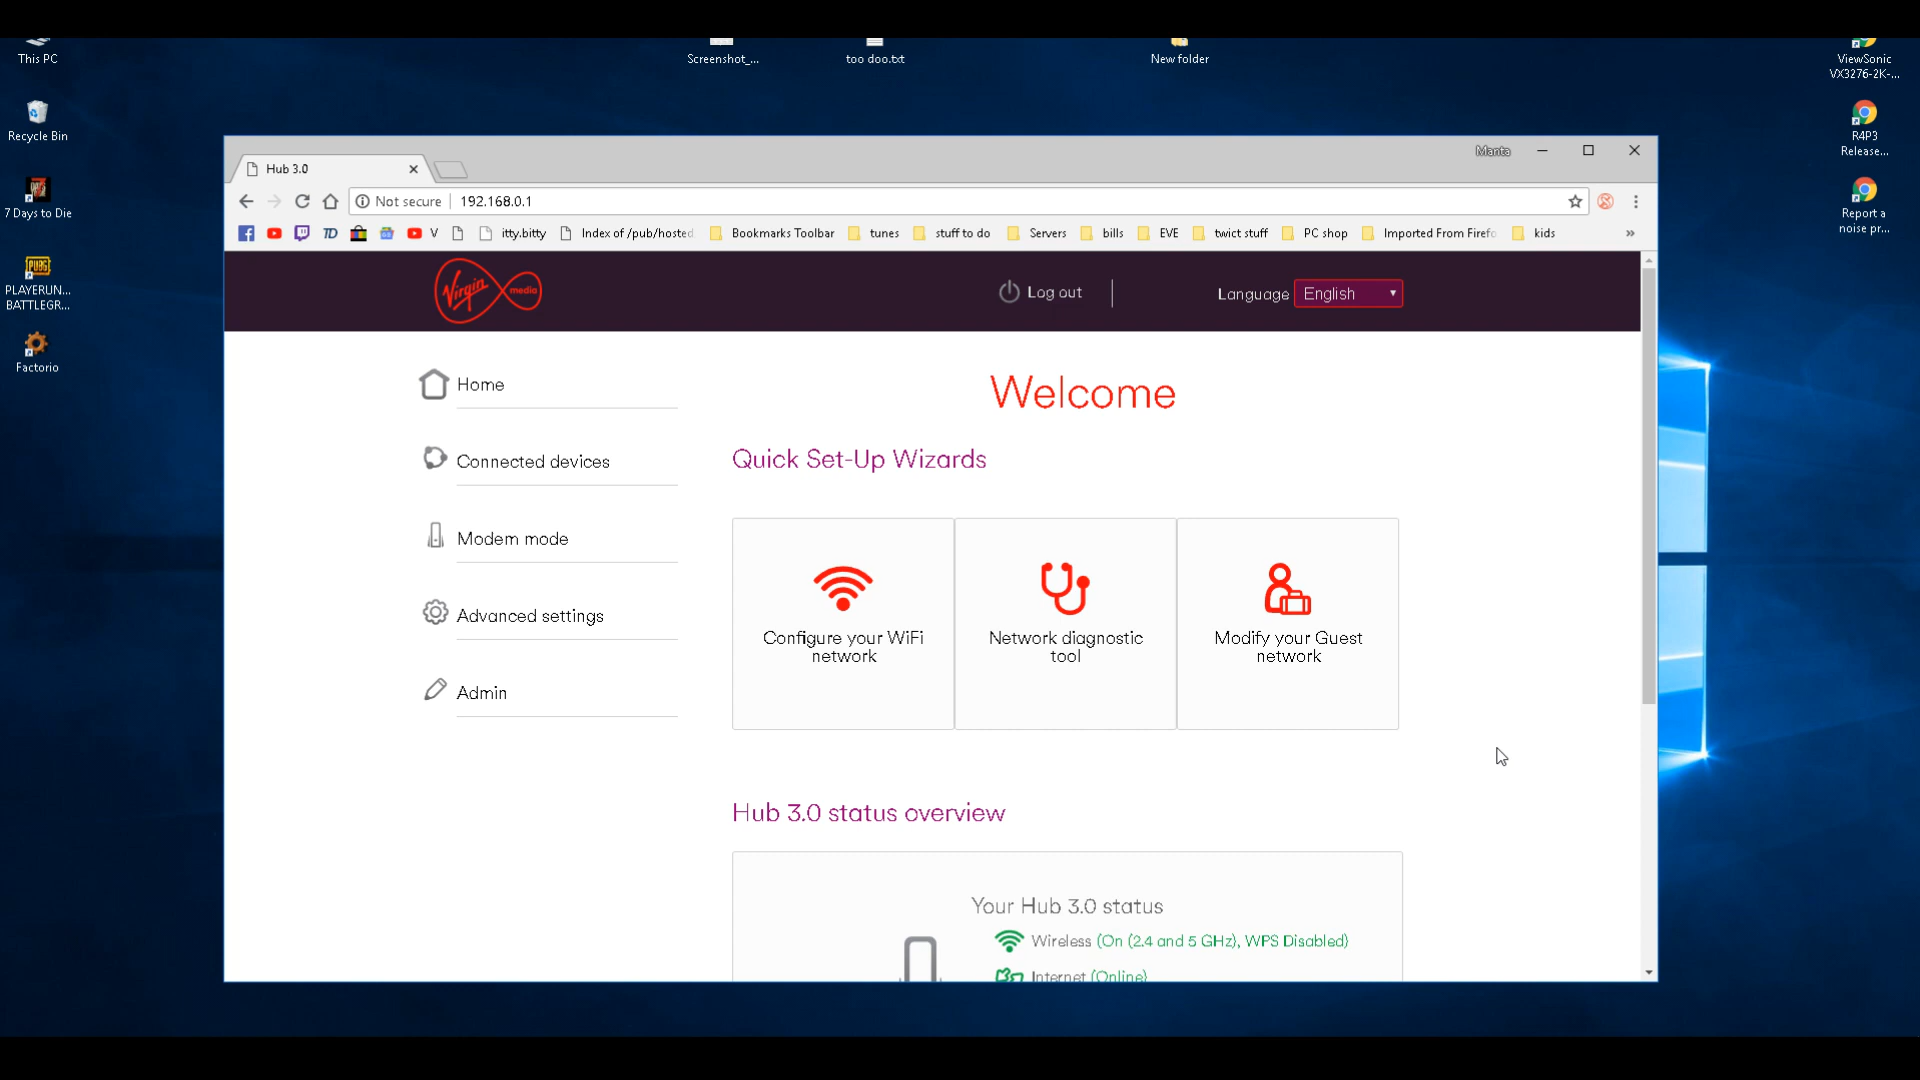 This PC
Screenshot_...
too doo.txt
New folder
ViewSonic
VX3276-2K-...
Recycle Bin
R4P3
Release...
7 Days to Die
Report a
noise pr...
PLAYERUN...
BATTLEGR...
Factorio
Manta
Hub 3.0
Not secure
192.168.0.1
V
itty.bitty
Index of /pub/hosted
Bookmarks Toolbar
tunes
stuff to do
Servers
bills
EVE
twict stuff
PC shop
Imported From Firefo
kids
»
Virgin media
Log out
Language
English
Home
Connected devices
Modem mode
Advanced settings
Admin
Welcome
Quick Set-Up Wizards
Configure your WiFi
network
Network diagnostic
tool
Modify your Guest
network
Hub 3.0 status overview
Your Hub 3.0 status
Wireless (On (2.4 and 5 GHz), WPS Disabled)
Internet (Online)